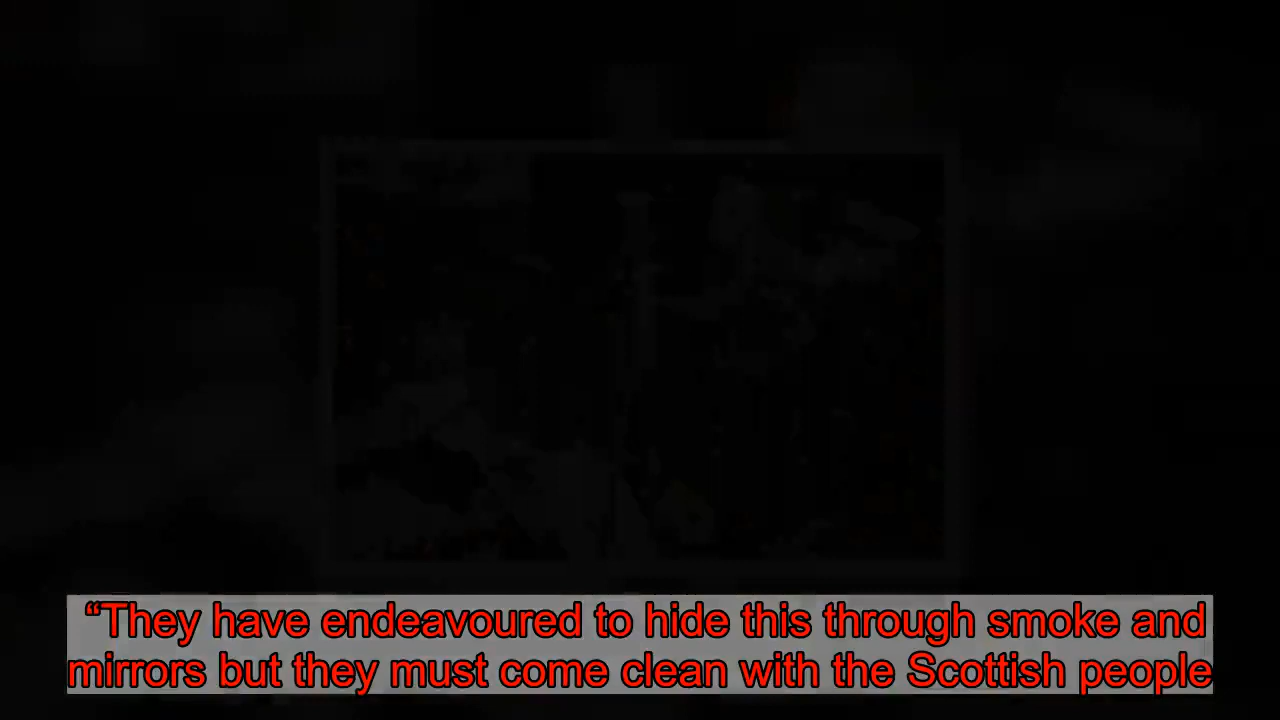 “They have endeavoured to hide this through smoke and
mirrors but they must come clean with the Scottish people